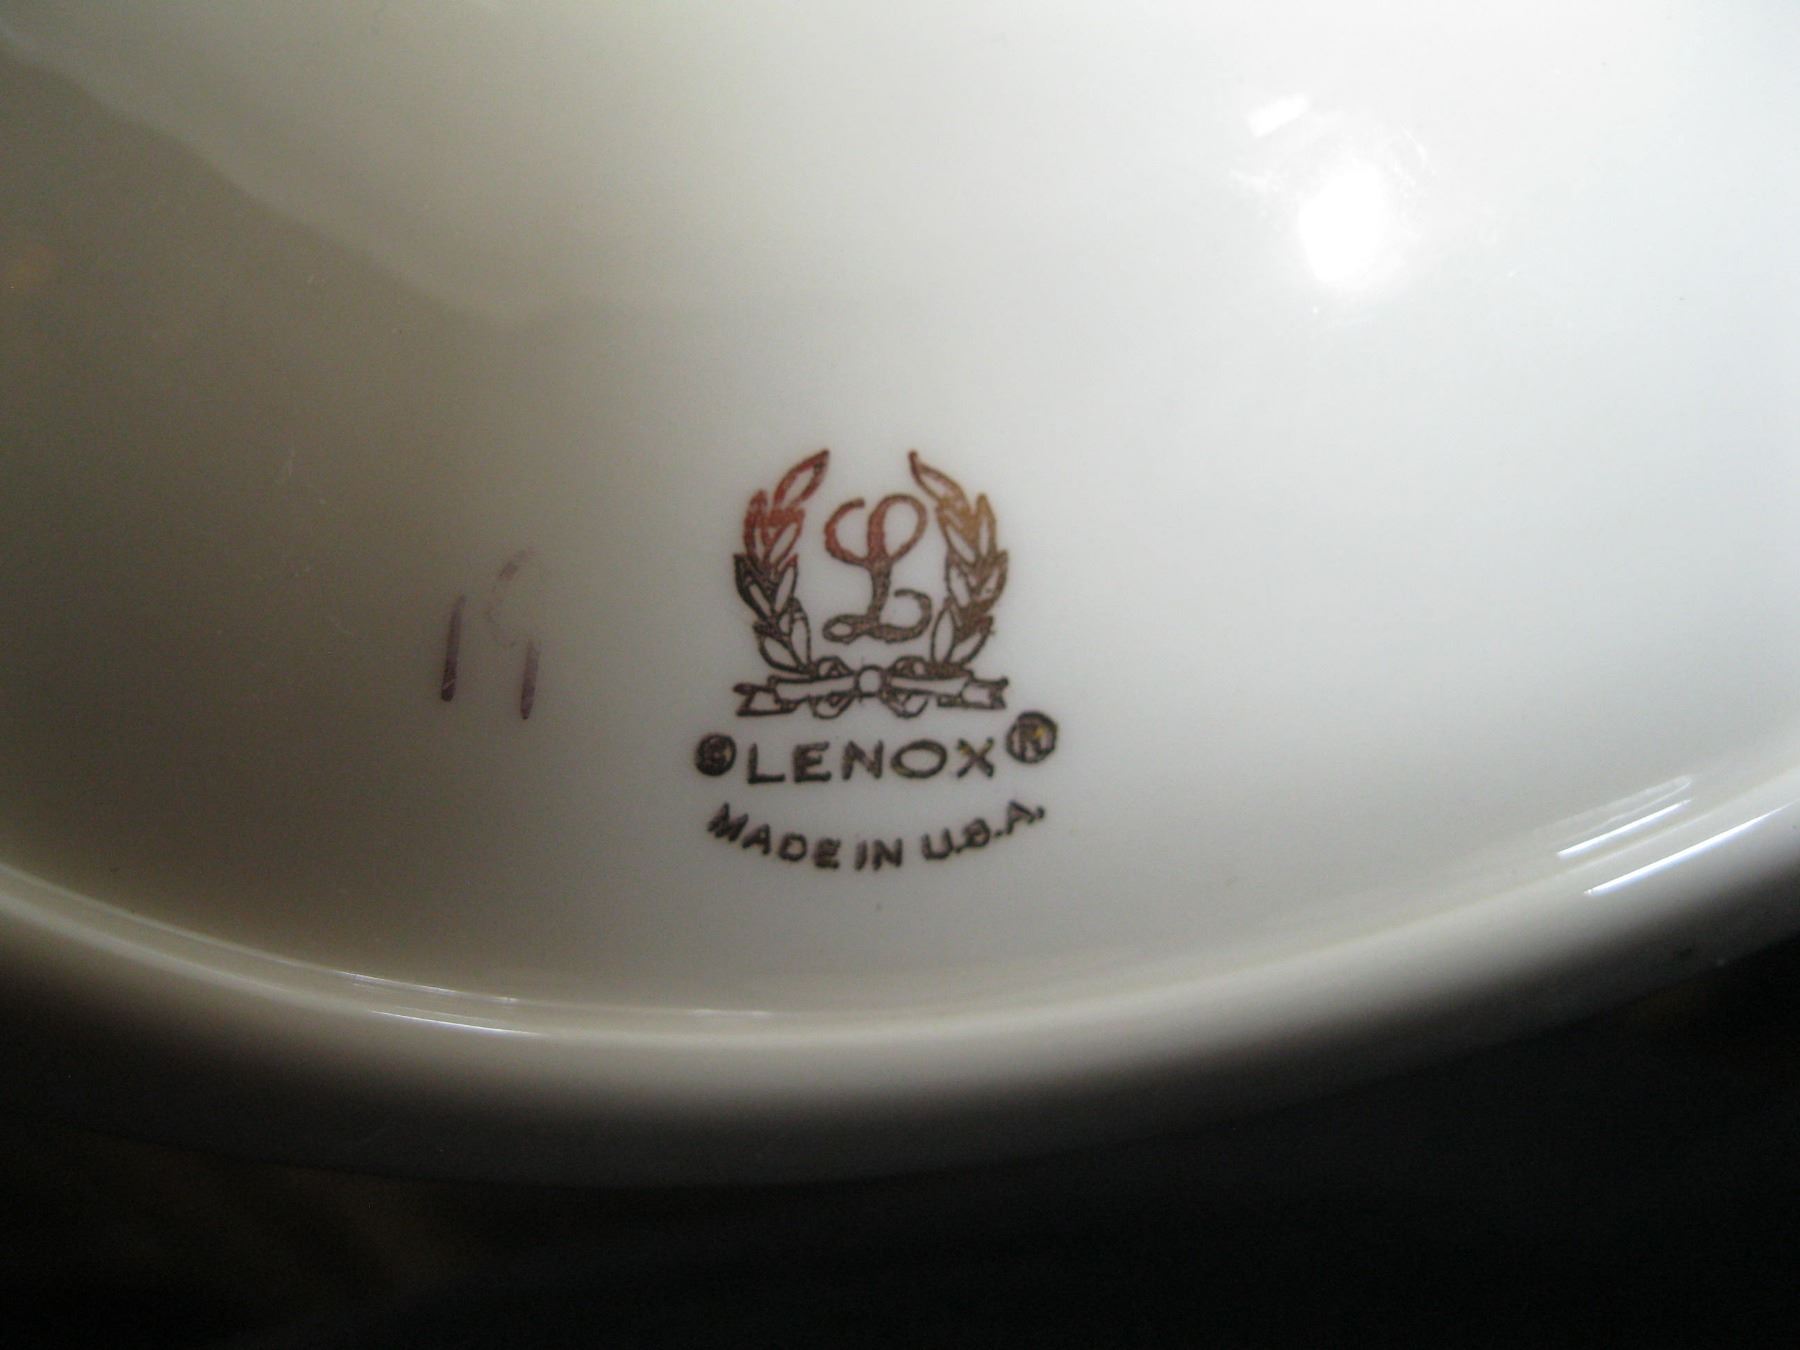 L
© LENOX ®
MADE IN U.S.A.